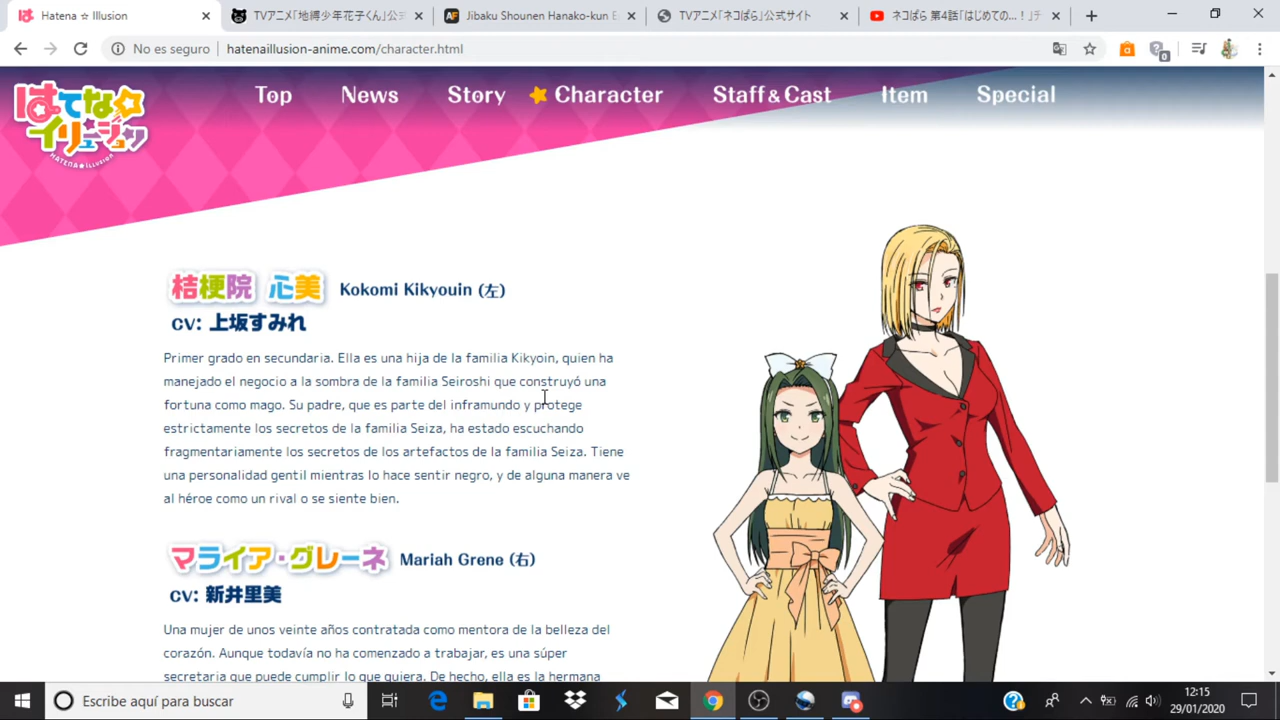 Hatena ☆ Illusion
TVアニメ「地縛少年花子くん」公式
Jibaku Shounen Hanako-kun E
TVアニメ「ネコぱら」公式サイト
ネコぱら 第4話「はじめての…！」チ
No es seguro
hatenaillusion-anime.com/character.html
0
はてな☆
イリュージョン
HATENA☆ILLUSION
Top
News
Story
Character
Staff & Cast
Item
Special
桔梗院 心美 Kokomi Kikyouin (左)
cv: 上坂すみれ
Primer grado en secundaria. Ella es una hija de la familia Kikyoin, quien ha
manejado el negocio a la sombra de la familia Seiroshi que construyó una
fortuna como mago. Su padre, que es parte del inframundo y protege
estrictamente los secretos de la familia Seiza, ha estado escuchando
fragmentariamente los secretos de los artefactos de la familia Seiza. Tiene
una personalidad gentil mientras lo hace sentir negro, y de alguna manera ve
al héroe como un rival o se siente bien.
マライア・グレーネ Mariah Grene (右)
cv: 新井里美
Una mujer de unos veinte años contratada como mentora de la belleza del
corazón. Aunque todavía no ha comenzado a trabajar, es una súper
secretaria que puede cumplir lo que quiera. De hecho, ella es la hermana
Escribe aquí para buscar
12:15
29/01/2020